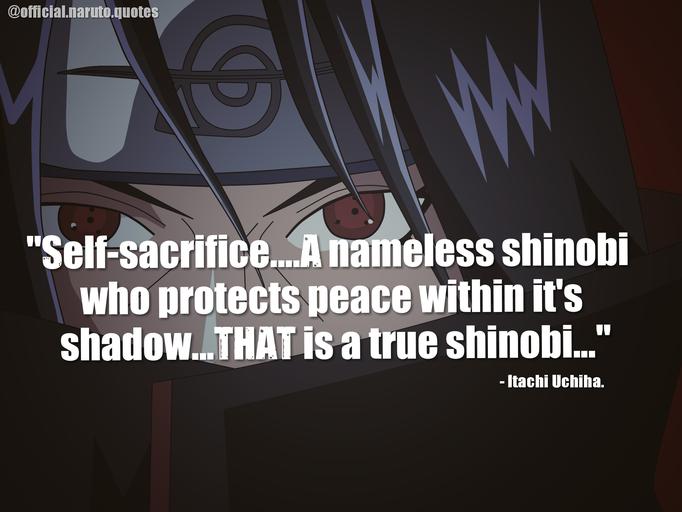 @official.naruto.quotes
"Self-sacrifice....A nameless shinobi
who protects peace within it's
shadow...THAT is a true shinobi..."
- Itachi Uchiha.